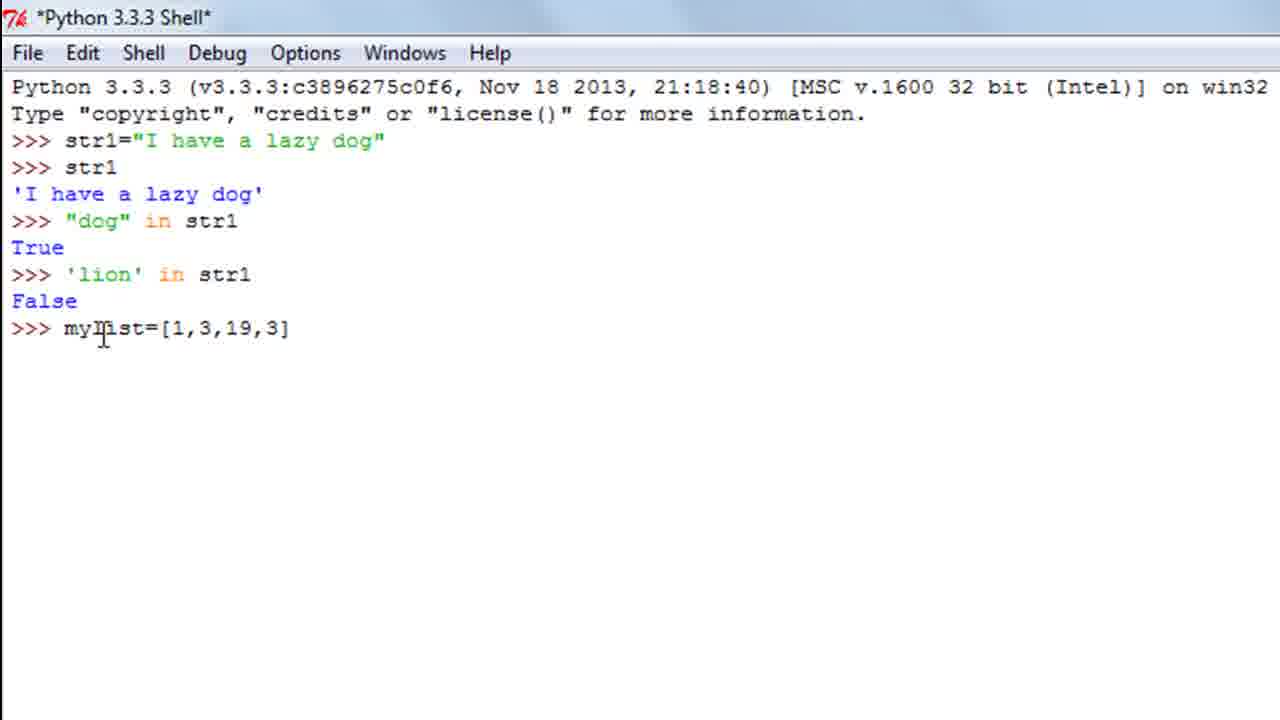 *Python 3.3.3 Shell*
File Edit Shell Debug Options Windows Help
Python 3.3.3 (v3.3.3:c3896275c0f6, Nov 18 2013, 21:18:40) [MSC v.1600 32 bit (Intel)] on win32
Type "copyright", "credits" or "license()" for more information.
>>> str1="I have a lazy dog"
>>> str1
'I have a lazy dog'
>>> "dog" in str1
True
>>> 'lion' in str1
False
>>> mylist=[1,3,19,3]